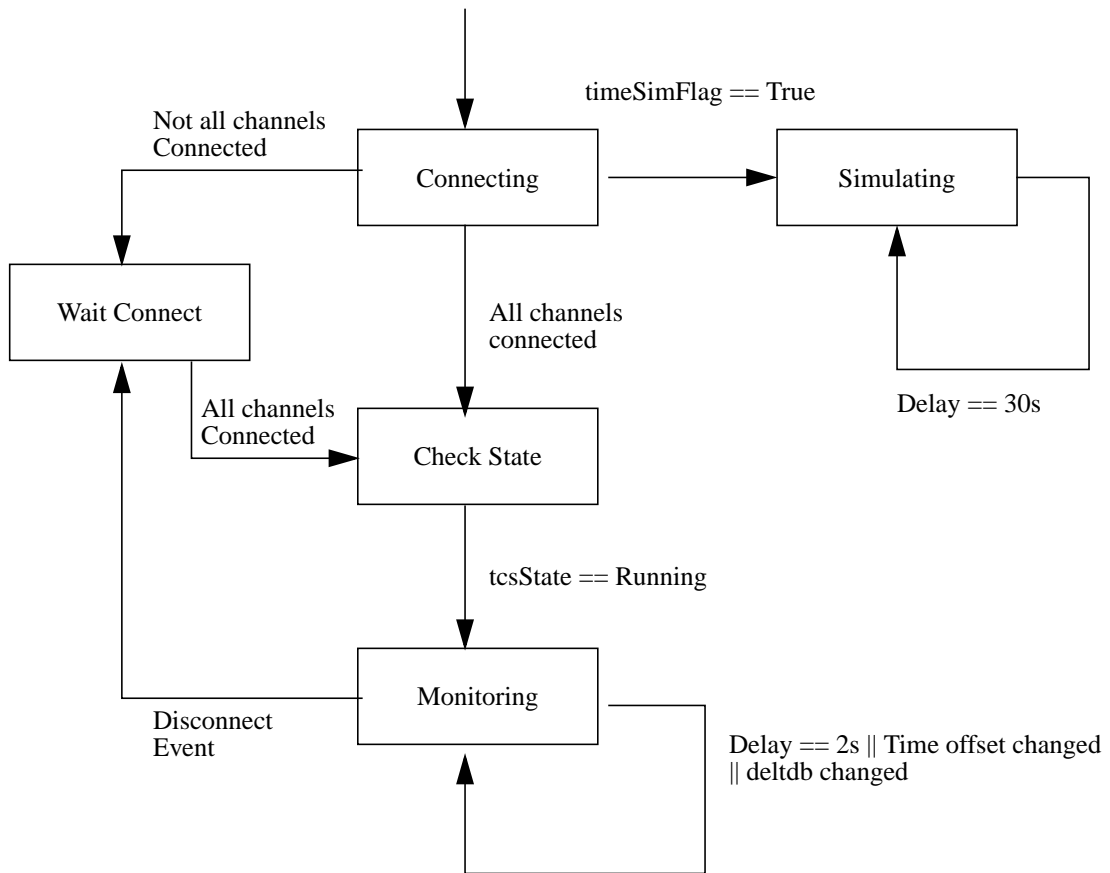 timeSimFlag == True
Not all channels
Connected
Connecting
Simulating
Wait Connect
All channels
connected
Delay == 30s
All channels
Connected
Check State
tcsState == Running
Monitoring
Disconnect
Event
Delay == 2s || Time offset changed
|| deltdb changed